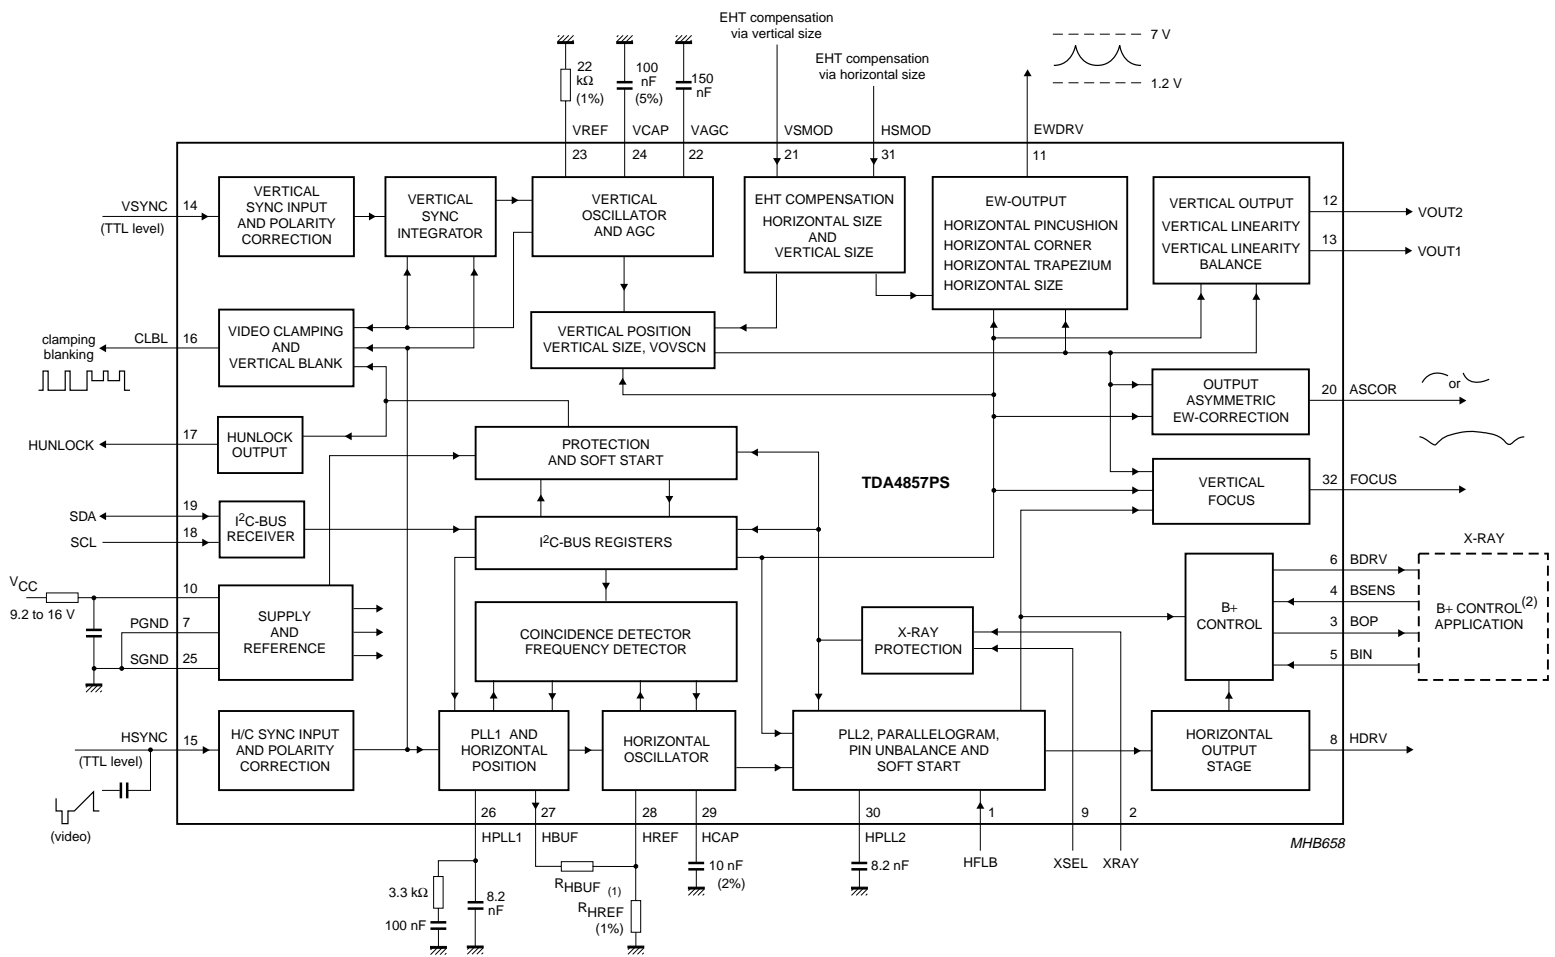 EHT compensation
via vertical size
EHT compensation
via horizontal size
7 V
1.2 V
22
kΩ
(1%)
100
nF
(5%)
150
nF
VREF
VCAP
VAGC
VSMOD
HSMOD
EWDRV
23
24
22
21
31
11
VSYNC
(TTL level)
14
VERTICAL
SYNC INPUT
AND POLARITY
CORRECTION
VERTICAL
SYNC
INTEGRATOR
VERTICAL
OSCILLATOR
AND AGC
EHT COMPENSATION
HORIZONTAL SIZE
AND
VERTICAL SIZE
EW-OUTPUT
HORIZONTAL PINCUSHION
HORIZONTAL CORNER
HORIZONTAL TRAPEZIUM
HORIZONTAL SIZE
VERTICAL OUTPUT
VERTICAL LINEARITY
VERTICAL LINEARITY
BALANCE
12
VOUT2
13
VOUT1
clamping
blanking
CLBL
16
VIDEO CLAMPING
AND
VERTICAL BLANK
VERTICAL POSITION
VERTICAL SIZE, VOVSCN
OUTPUT
ASYMMETRIC
EW-CORRECTION
20
ASCOR
or
HUNLOCK
17
HUNLOCK
OUTPUT
PROTECTION
AND SOFT START
TDA4857PS
VERTICAL
FOCUS
32
FOCUS
SDA
19
SCL
18
I²C-BUS
RECEIVER
I²C-BUS REGISTERS
X-RAY
VCC
9.2 to 16 V
10
PGND
7
SGND
25
SUPPLY
AND
REFERENCE
COINCIDENCE DETECTOR
FREQUENCY DETECTOR
X-RAY
PROTECTION
B+
CONTROL
6
BDRV
4
BSENS
3
BOP
5
BIN
B+ CONTROL(2)
APPLICATION
HSYNC
(TTL level)
15
(video)
H/C SYNC INPUT
AND POLARITY
CORRECTION
PLL1 AND
HORIZONTAL
POSITION
HORIZONTAL
OSCILLATOR
PLL2, PARALLELOGRAM,
PIN UNBALANCE AND
SOFT START
HORIZONTAL
OUTPUT
STAGE
8
HDRV
26
27
28
29
30
1
9
2
HPLL1
HBUF
HREF
HCAP
HPLL2
HFLB
XSEL
XRAY
MHB658
3.3 kΩ
100 nF
8.2
nF
RHBUF (1)
RHREF
(1%)
10 nF
(2%)
8.2 nF